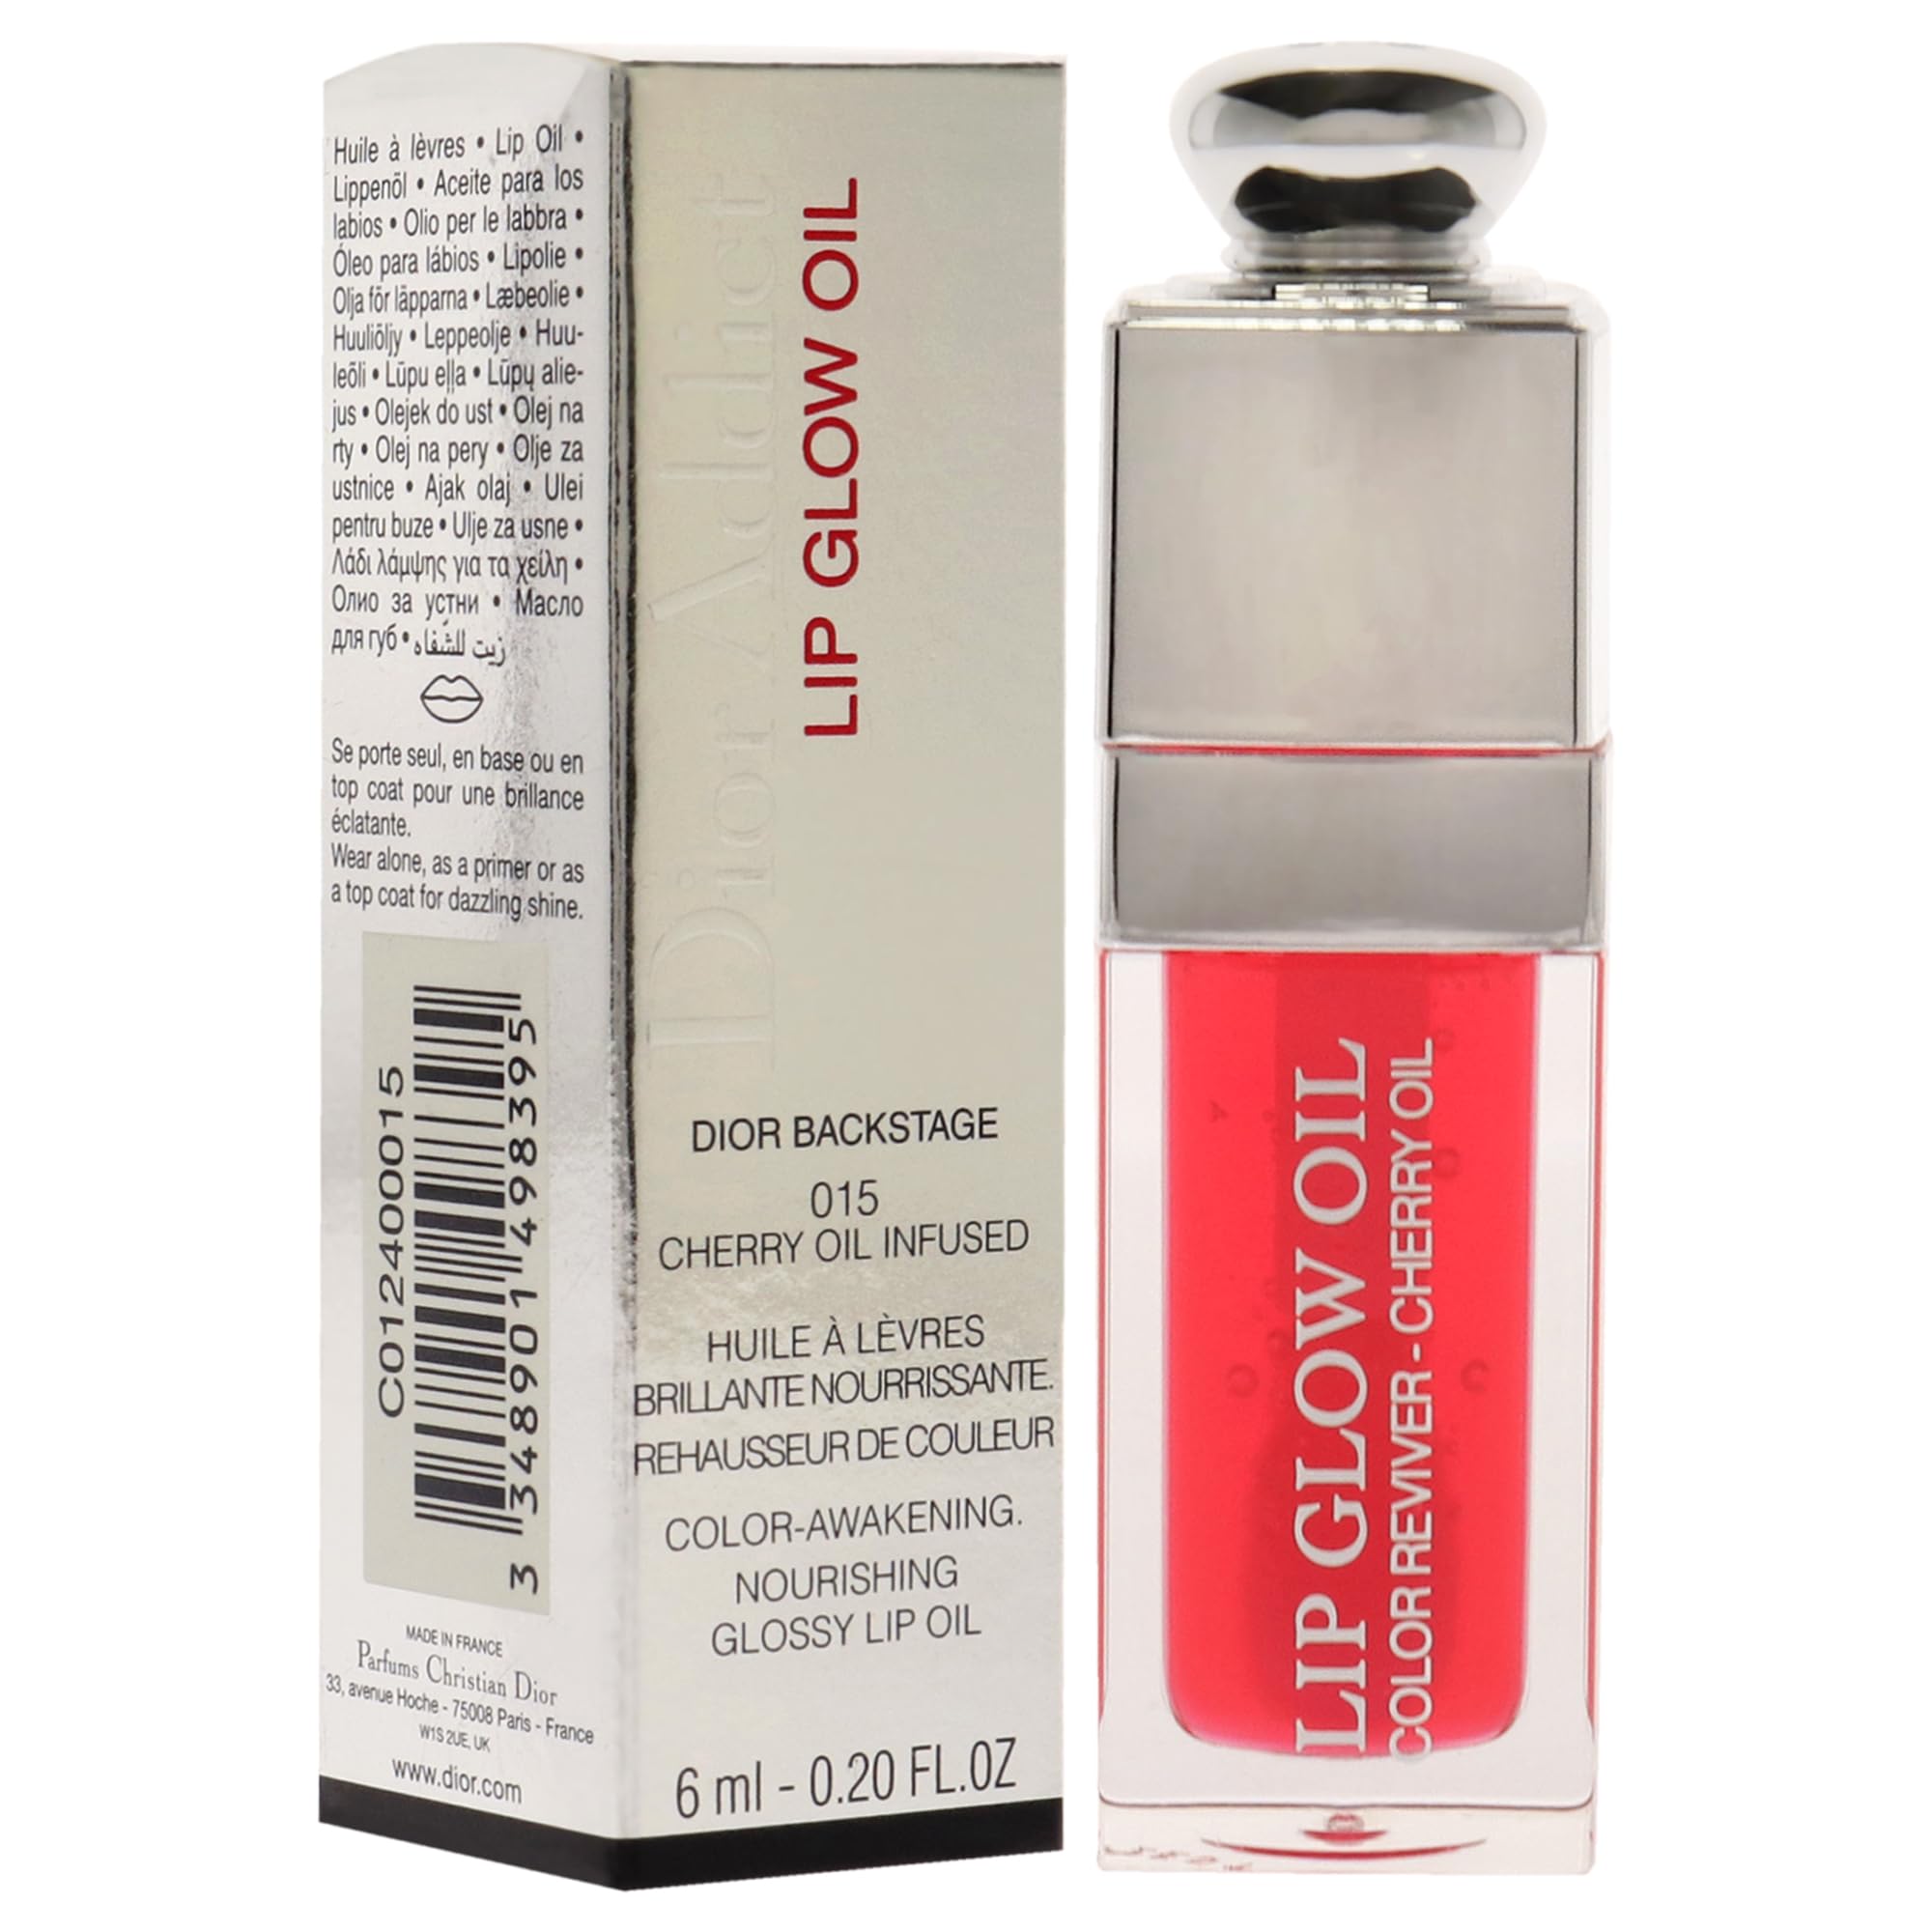 Huile à lèvres • Lip Oil •
Lippenöl • Aceite para los
labios • Olio per le labbra •
Óleo para lábios • Lipolie •
Olja för läpparna • Læbeolie •
Huuliöljy • Leppeolje • Huu-
leõli • Lūpu eļļa • Lūpų alie-
jus • Olejek do ust • Olej na
rty • Olej na pery • Olje za
ustnice • Ajak olaj • Ulei
pentru buze • Ulje za usne •
Λάδι λάμψης για τα χείλη •
Олио за устни • Масло
для губ • زيت للشّفاه
Se porte seul, en base ou en
top coat pour une brillance
éclatante.
Wear alone, as a primer or as
a top coat for dazzling shine.
C012400015
3 348901 498395
MADE IN FRANCE
Parfums Christian Dior
33, avenue Hoche - 75008 Paris - France
W1S 2UE, UK
www.dior.com
Dior Addict
LIP GLOW OIL
DIOR BACKSTAGE
015
CHERRY OIL INFUSED
HUILE À LÈVRES
BRILLANTE NOURRISSANTE.
REHAUSSEUR DE COULEUR
COLOR-AWAKENING.
NOURISHING
GLOSSY LIP OIL
6 ml - 0.20 FL.OZ
LIP GLOW OIL
COLOR REVIVER - CHERRY OIL